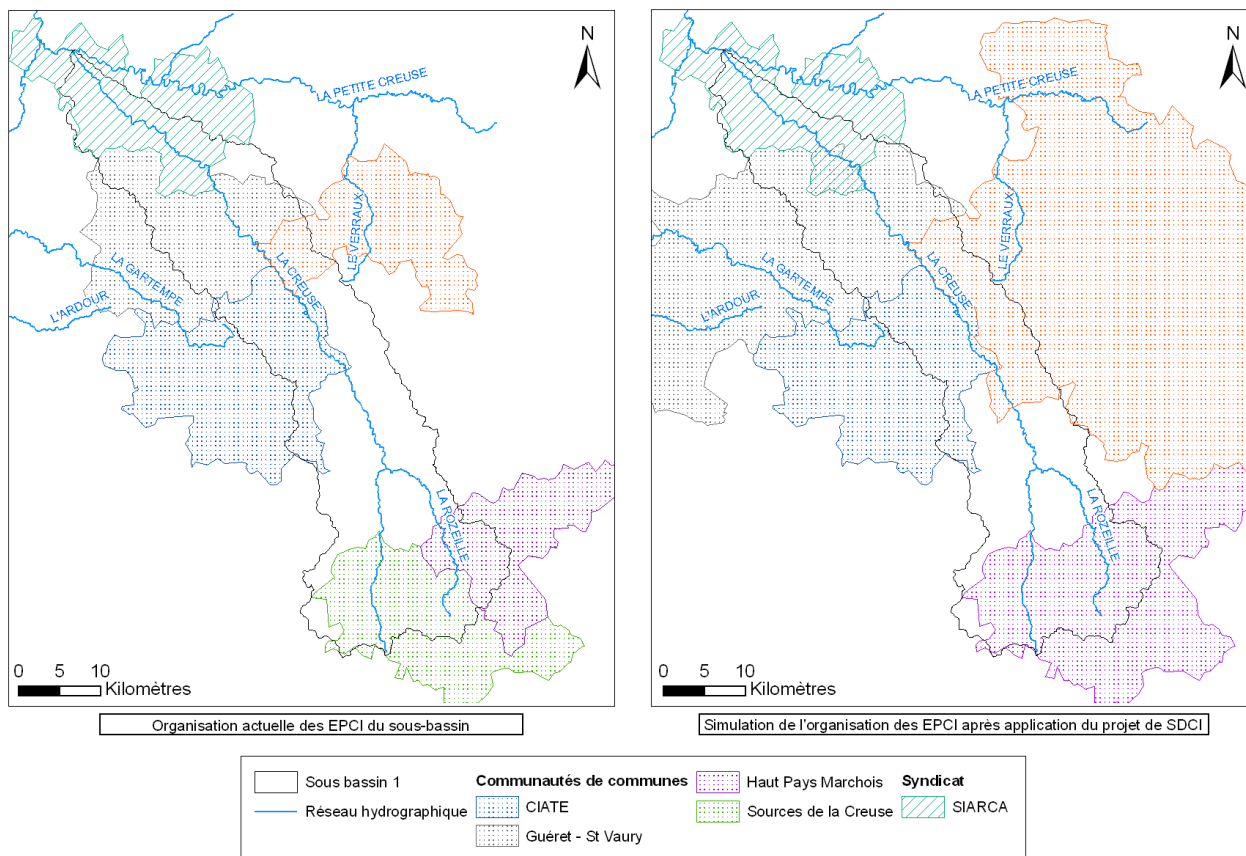 N
LA PETITE CREUSE
LE VERRAUX
LA CREUSE
LA GARTEMPE
L'ARDOUR
LA ROZEILLE
0 5 10
Kilomètres
Organisation actuelle des EPCI du sous-bassin
N
LA PETITE CREUSE
LE VERRAUX
LA CREUSE
LA GARTEMPE
L'ARDOUR
LA ROZEILLE
0 5 10
Kilomètres
Simulation de l'organisation des EPCI après application du projet de SDCI
Sous bassin 1
Réseau hydrographique
Communautés de communes
CIATE
Guéret - St Vaury
Haut Pays Marchois
Sources de la Creuse
Syndicat
SIARCA